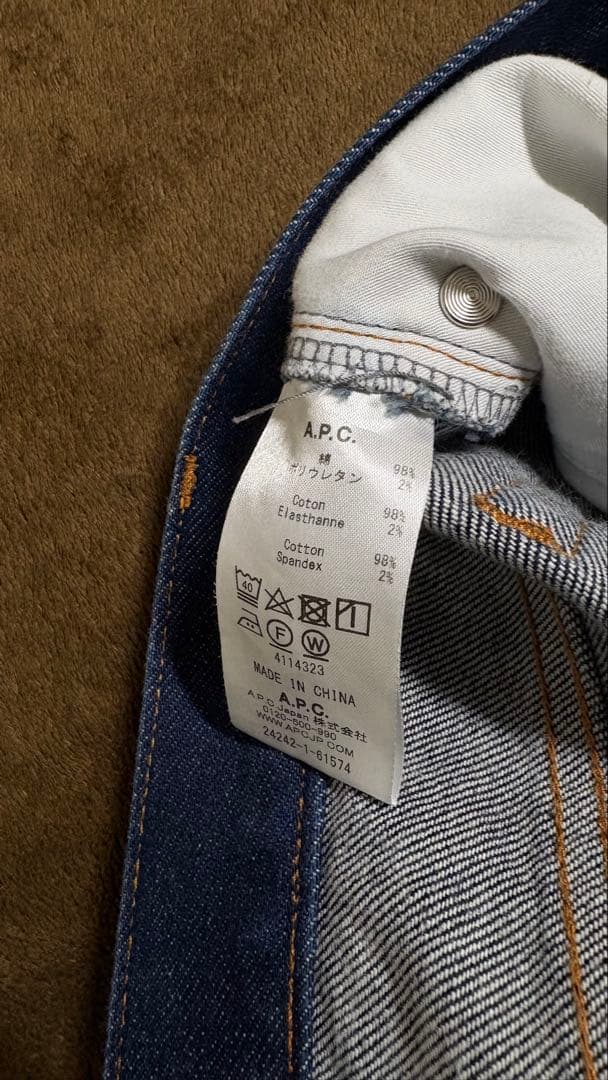 A.P.C.
綿 98%
ポリウレタン 2%
Coton 98%
Elasthanne 2%
Cotton 98%
Spandex 2%
40
F W
4114323
MADE IN CHINA
A.P.C.
A.P.C.Japan 株式会社
0120-500-990
WWW.APCJP.COM
24242-1-61574